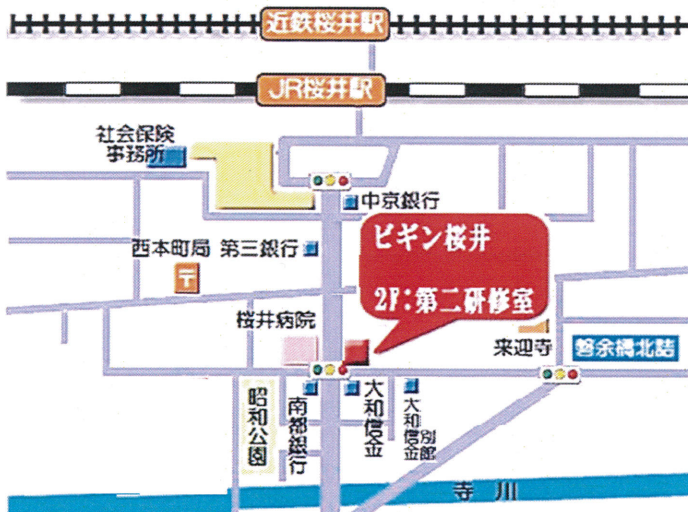 近鉄桜井駅
JR桜井駅
社会保険
事務所
中京銀行
ビギン桜井
2F:第二研修室
西本町局
第三銀行
〒
桜井病院
来迎寺
磐余橋北詰
昭和公園
南都銀行
大和信金
大和信金
別館
寺川